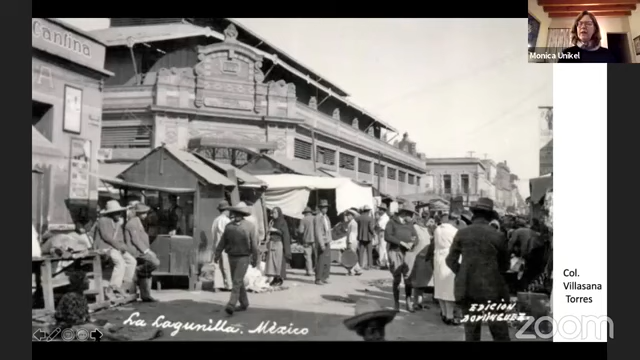 Cantina
A
Monica Unikel
Col.
Villasana
Torres
La Lagunilla. México
EDICION
DOMINGUEZ
zoom